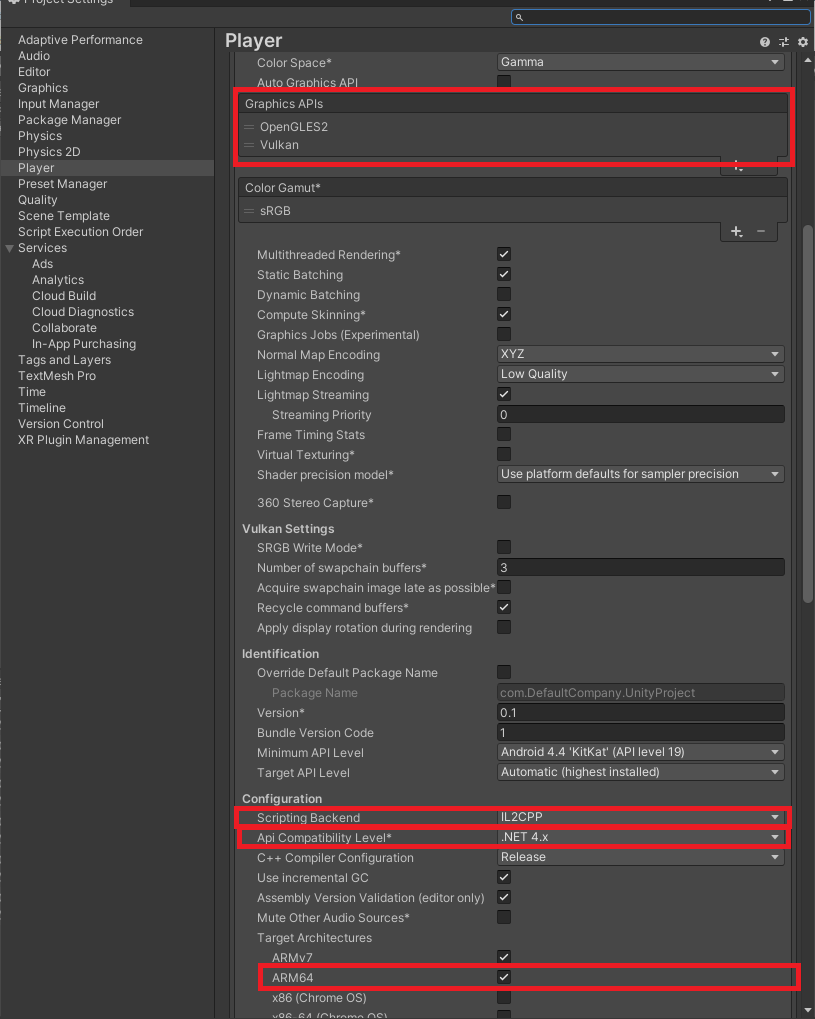 Project Settings
Adaptive Performance
Audio
Editor
Graphics
Input Manager
Package Manager
Physics
Physics 2D
Player
Preset Manager
Quality
Scene Template
Script Execution Order
Services
Ads
Analytics
Cloud Build
Cloud Diagnostics
Collaborate
In-App Purchasing
Tags and Layers
TextMesh Pro
Time
Timeline
Version Control
XR Plugin Management
Player
Color Space* Gamma
Auto Graphics API
Graphics APIs
OpenGLES2
Vulkan
Color Gamut*
sRGB
Multithreaded Rendering*
Static Batching
Dynamic Batching
Compute Skinning*
Graphics Jobs (Experimental)
Normal Map Encoding XYZ
Lightmap Encoding Low Quality
Lightmap Streaming
Streaming Priority 0
Frame Timing Stats
Virtual Texturing*
Shader precision model* Use platform defaults for sampler precision
360 Stereo Capture*
Vulkan Settings
SRGB Write Mode*
Number of swapchain buffers* 3
Acquire swapchain image late as possible*
Recycle command buffers*
Apply display rotation during rendering
Identification
Override Default Package Name
Package Name com.DefaultCompany.UnityProject
Version* 0.1
Bundle Version Code 1
Minimum API Level Android 4.4 'KitKat' (API level 19)
Target API Level Automatic (highest installed)
Configuration
Scripting Backend IL2CPP
Api Compatibility Level* .NET 4.x
C++ Compiler Configuration Release
Use incremental GC
Assembly Version Validation (editor only)
Mute Other Audio Sources*
Target Architectures
ARMv7
ARM64
x86 (Chrome OS)
x86-64 (Chrome OS)